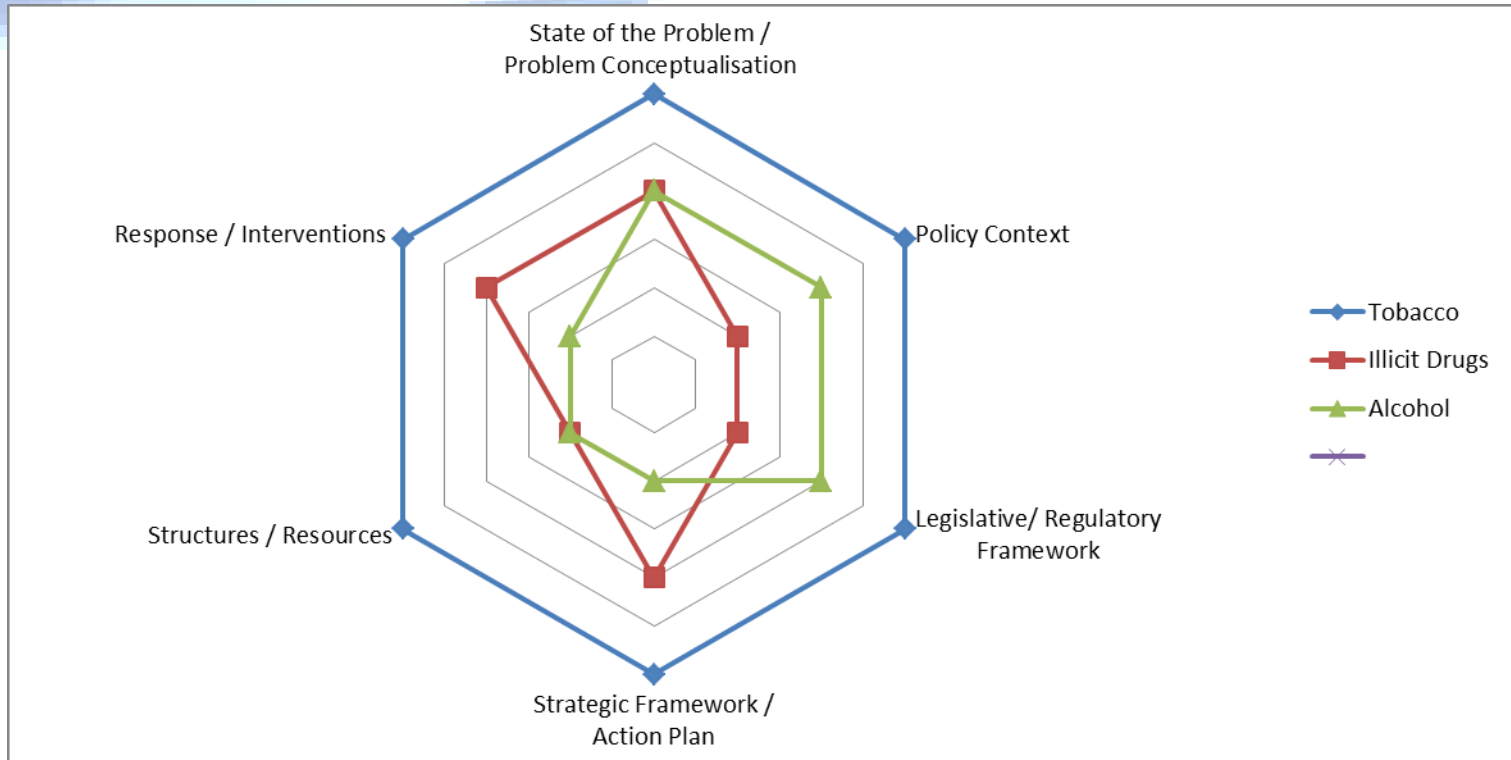 State of the Problem /
Problem Conceptualisation
Response / Interventions
Policy Context
Tobacco
Illicit Drugs
Alcohol
Structures / Resources
Legislative/ Regulatory
Framework
Strategic Framework /
Action Plan